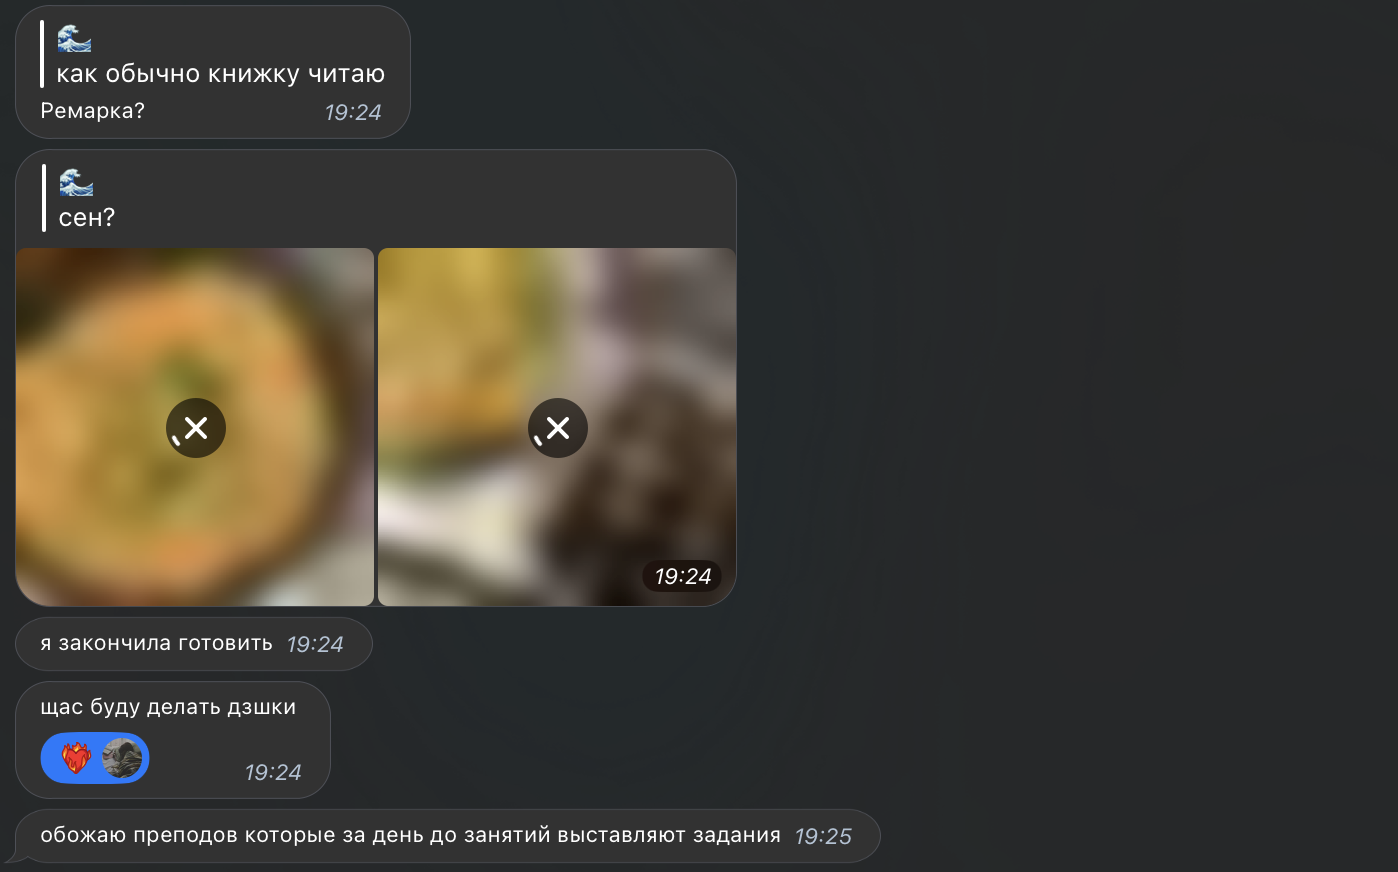 🌊
как обычно книжку читаю
Ремарка?
19:24
🌊
сен?
19:24
я закончила готовить 19:24
щас буду делать дзшки
19:24
обожаю преподов которые за день до занятий выставляют задания 19:25